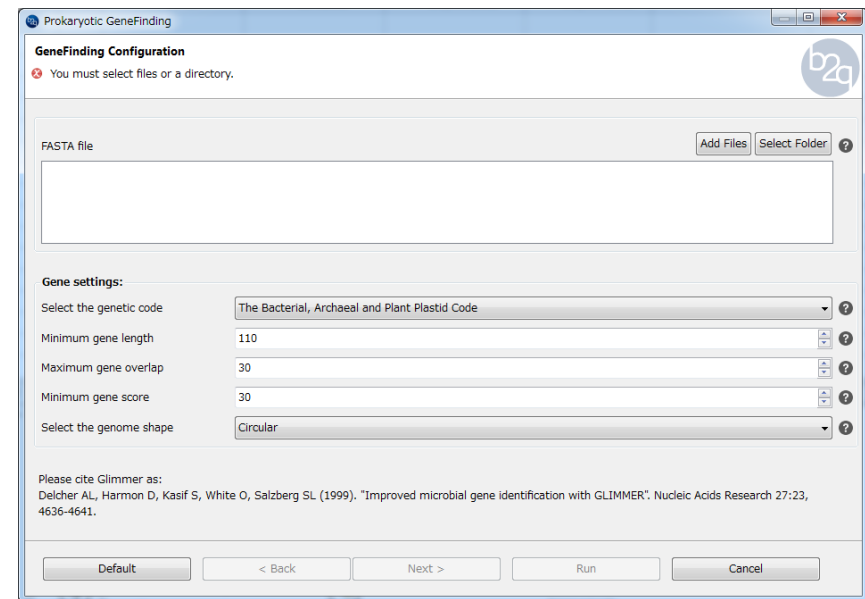 Prokaryotic GeneFinding
GeneFinding Configuration
You must select files or a directory.
b2g
FASTA file
Add Files
Select Folder
Gene settings:
Select the genetic code
The Bacterial, Archaeal and Plant Plastid Code
Minimum gene length
110
Maximum gene overlap
30
Minimum gene score
30
Select the genome shape
Circular
Please cite Glimmer as:
Delcher AL, Harmon D, Kasif S, White O, Salzberg SL (1999). "Improved microbial gene identification with GLIMMER". Nucleic Acids Research 27:23,
4636-4641.
Default
< Back
Next >
Run
Cancel